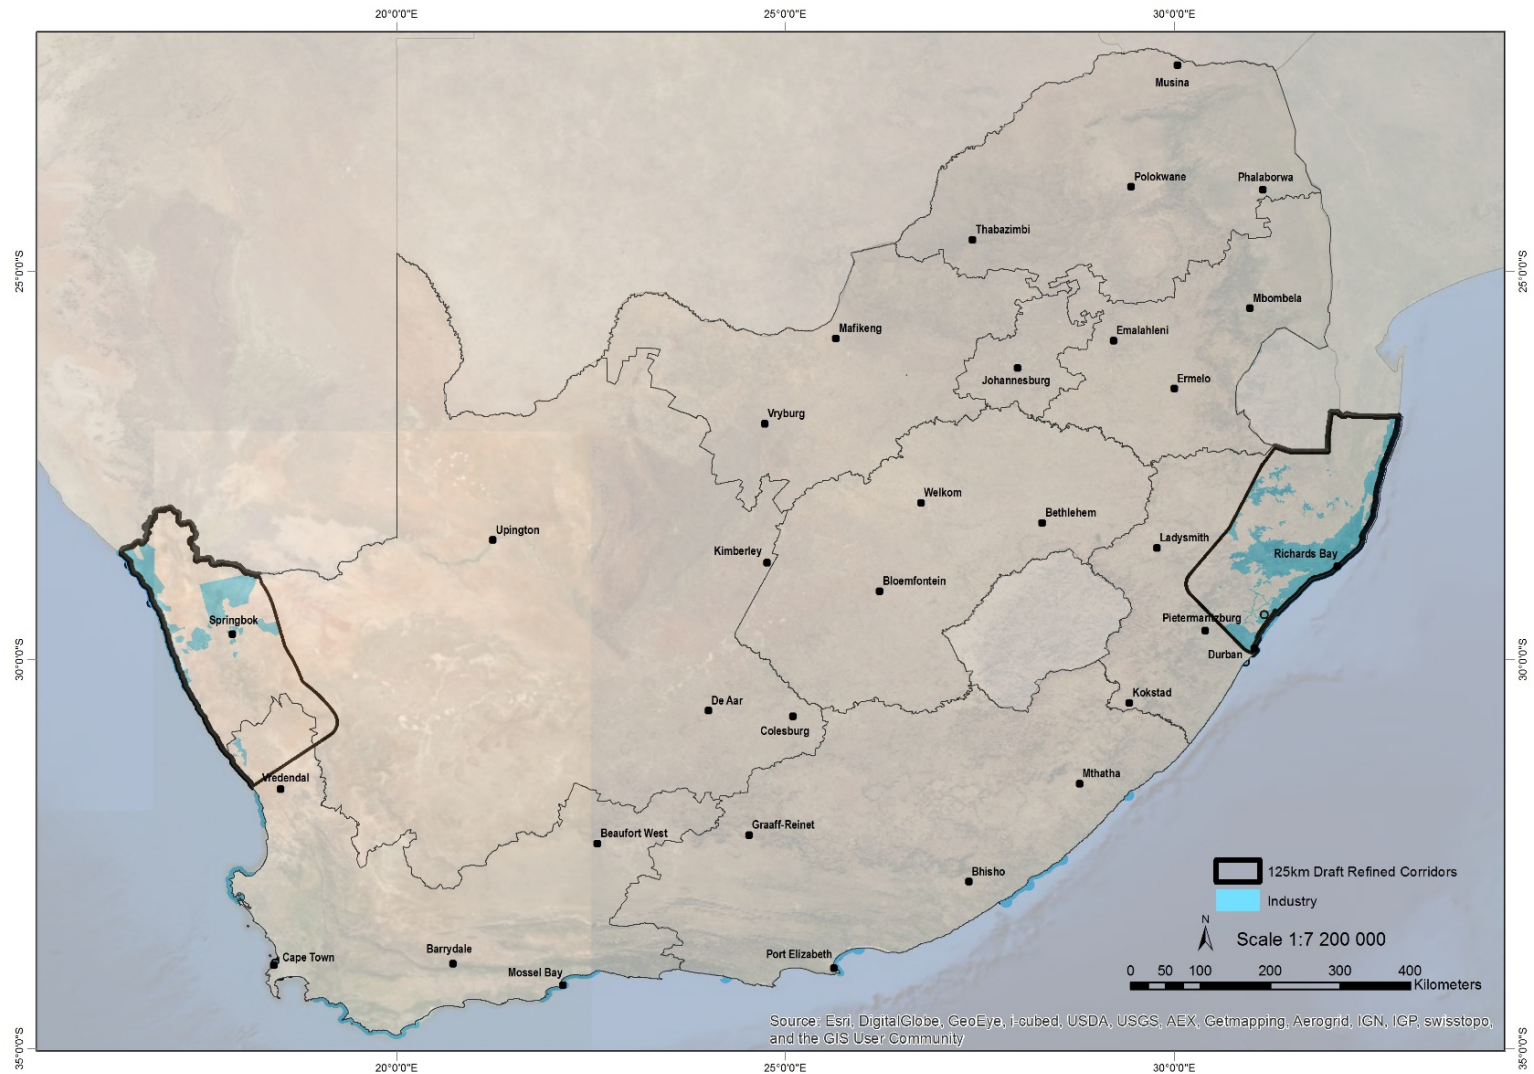 20°0'0"E
25°0'0"E
30°0'0"E
Musina
Polokwane
Phalaborwa
Thabazimbi
25°0'0"S
25°0'0"S
Mbombela
Mafikeng
Emalahleni
Johannesburg
Ermelo
Vryburg
Welkom
Bethlehem
Upington
Ladysmith
Kimberley
Richards Bay
Bloemfontein
Springbok
Pietermaritzburg
Durban
30°0'0"S
30°0'0"S
Kokstad
De Aar
Colesburg
Vredendal
Mthatha
Graaff-Reinet
Beaufort West
Bhisho
125km Draft Refined Corridors
Industry
N
Scale 1:7 200 000
Barrydale
Cape Town
Port Elizabeth
Mossel Bay
0 50 100 200 300 400
Kilometers
Source: Esri, DigitalGlobe, GeoEye, i-cubed, USDA, USGS, AEX, Getmapping, Aerogrid, IGN, IGP, swisstopo,
and the GIS User Community
35°0'0"S
35°0'0"S
20°0'0"E
25°0'0"E
30°0'0"E